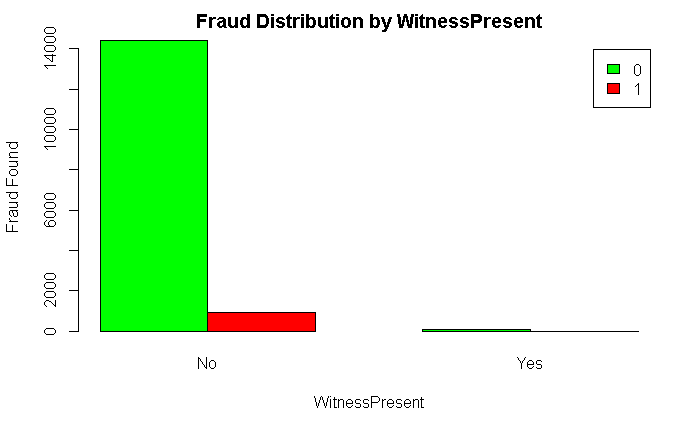 Fraud Distribution by WitnessPresent
0
1
Fraud Found
14000
10000
6000
2000
0
No
Yes
WitnessPresent